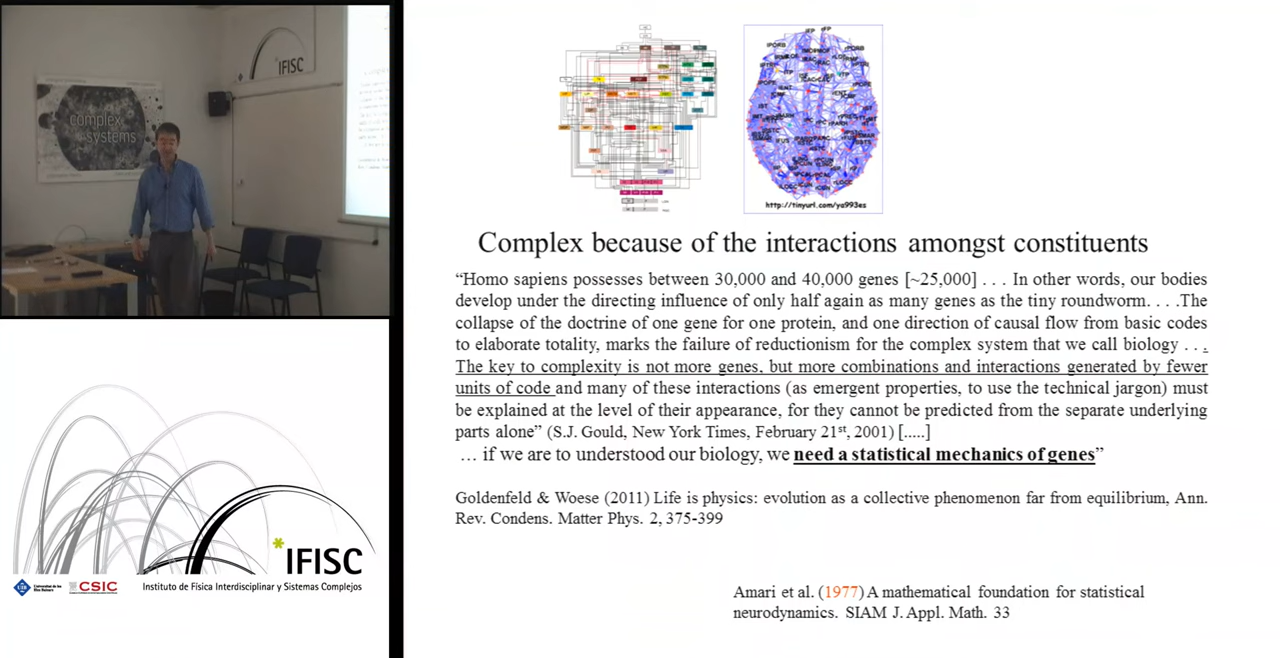 IFISC
complex
systems
http://tinyurl.com/ya993es
Complex because of the interactions amongst constituents
“Homo sapiens possesses between 30,000 and 40,000 genes [~25,000] . . . In other words, our bodies
develop under the directing influence of only half again as many genes as the tiny roundworm. . . .The
collapse of the doctrine of one gene for one protein, and one direction of causal flow from basic codes
to elaborate totality, marks the failure of reductionism for the complex system that we call biology . . .
The key to complexity is not more genes, but more combinations and interactions generated by fewer
units of code and many of these interactions (as emergent properties, to use the technical jargon) must
be explained at the level of their appearance, for they cannot be predicted from the separate underlying
parts alone” (S.J. Gould, New York Times, February 21st, 2001) [.....]
… if we are to understood our biology, we need a statistical mechanics of genes”
Goldenfeld & Woese (2011) Life is physics: evolution as a collective phenomenon far from equilibrium, Ann.
Rev. Condens. Matter Phys. 2, 375-399
Amari et al. (1977) A mathematical foundation for statistical
neurodynamics. SIAM J. Appl. Math. 33
IFISC
CSIC
Instituto de Física Interdisciplinar y Sistemas Complejos